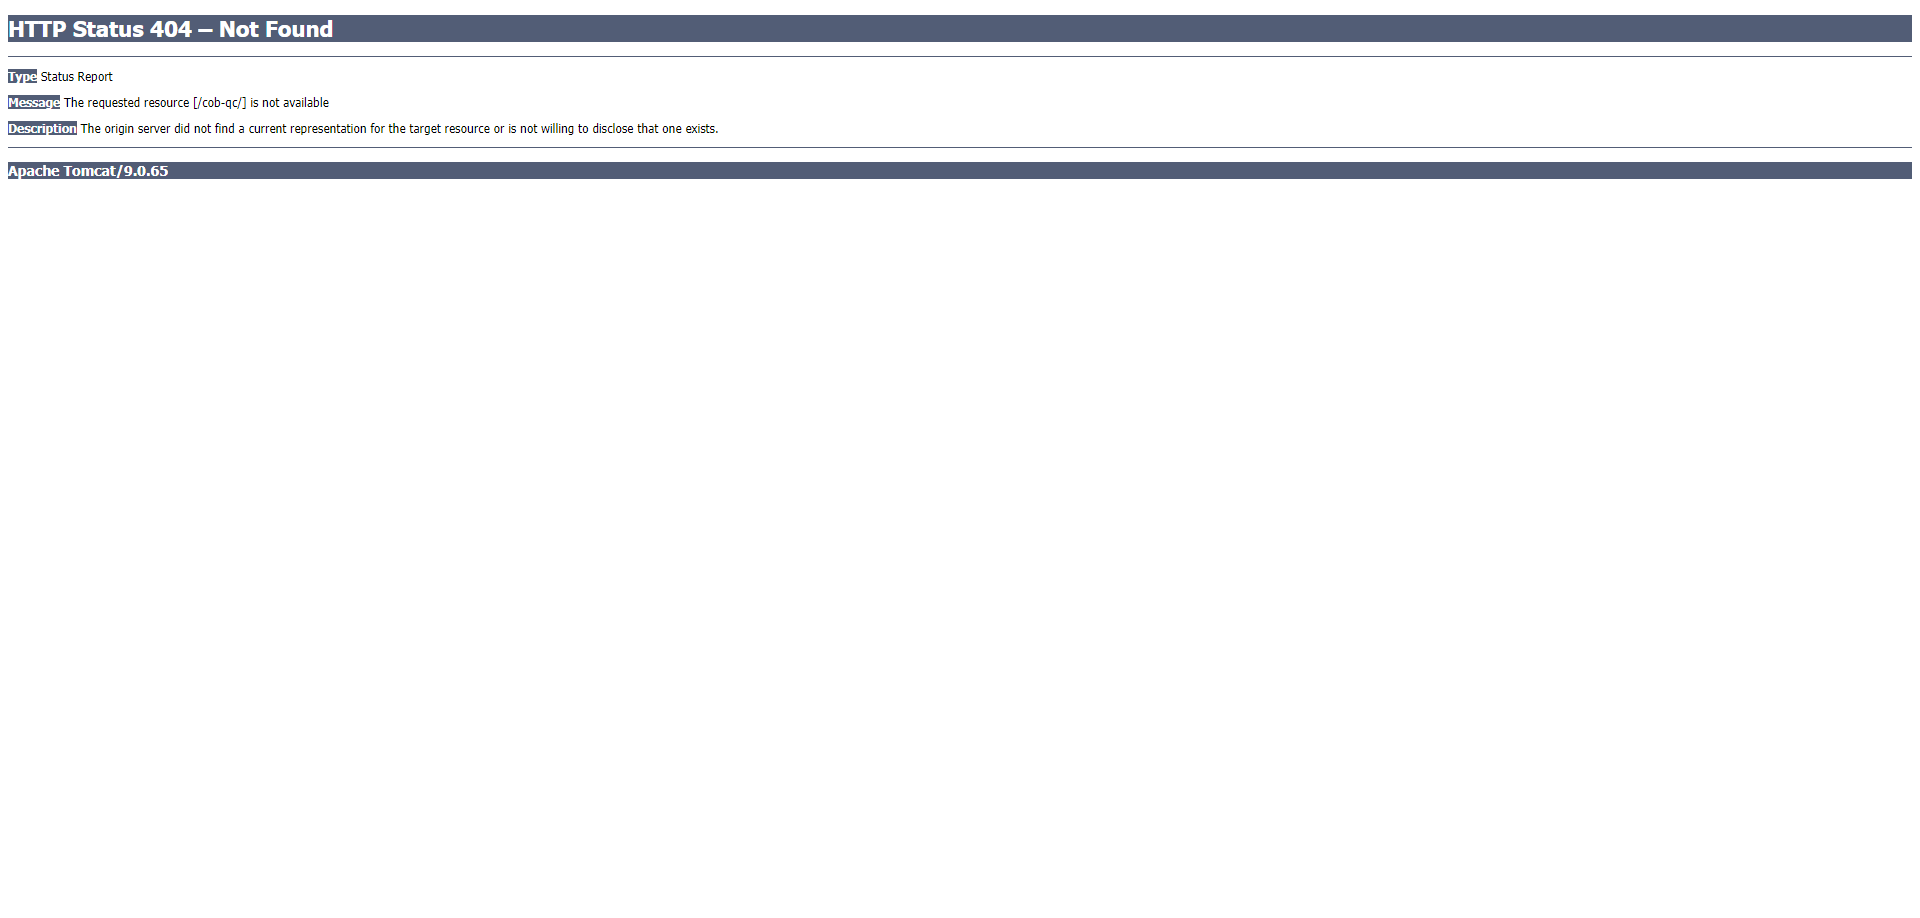 HTTP Status 404 – Not Found
Type Status Report
Message The requested resource [/cob-qc/] is not available
Description The origin server did not find a current representation for the target resource or is not willing to disclose that one exists.
Apache Tomcat/9.0.65